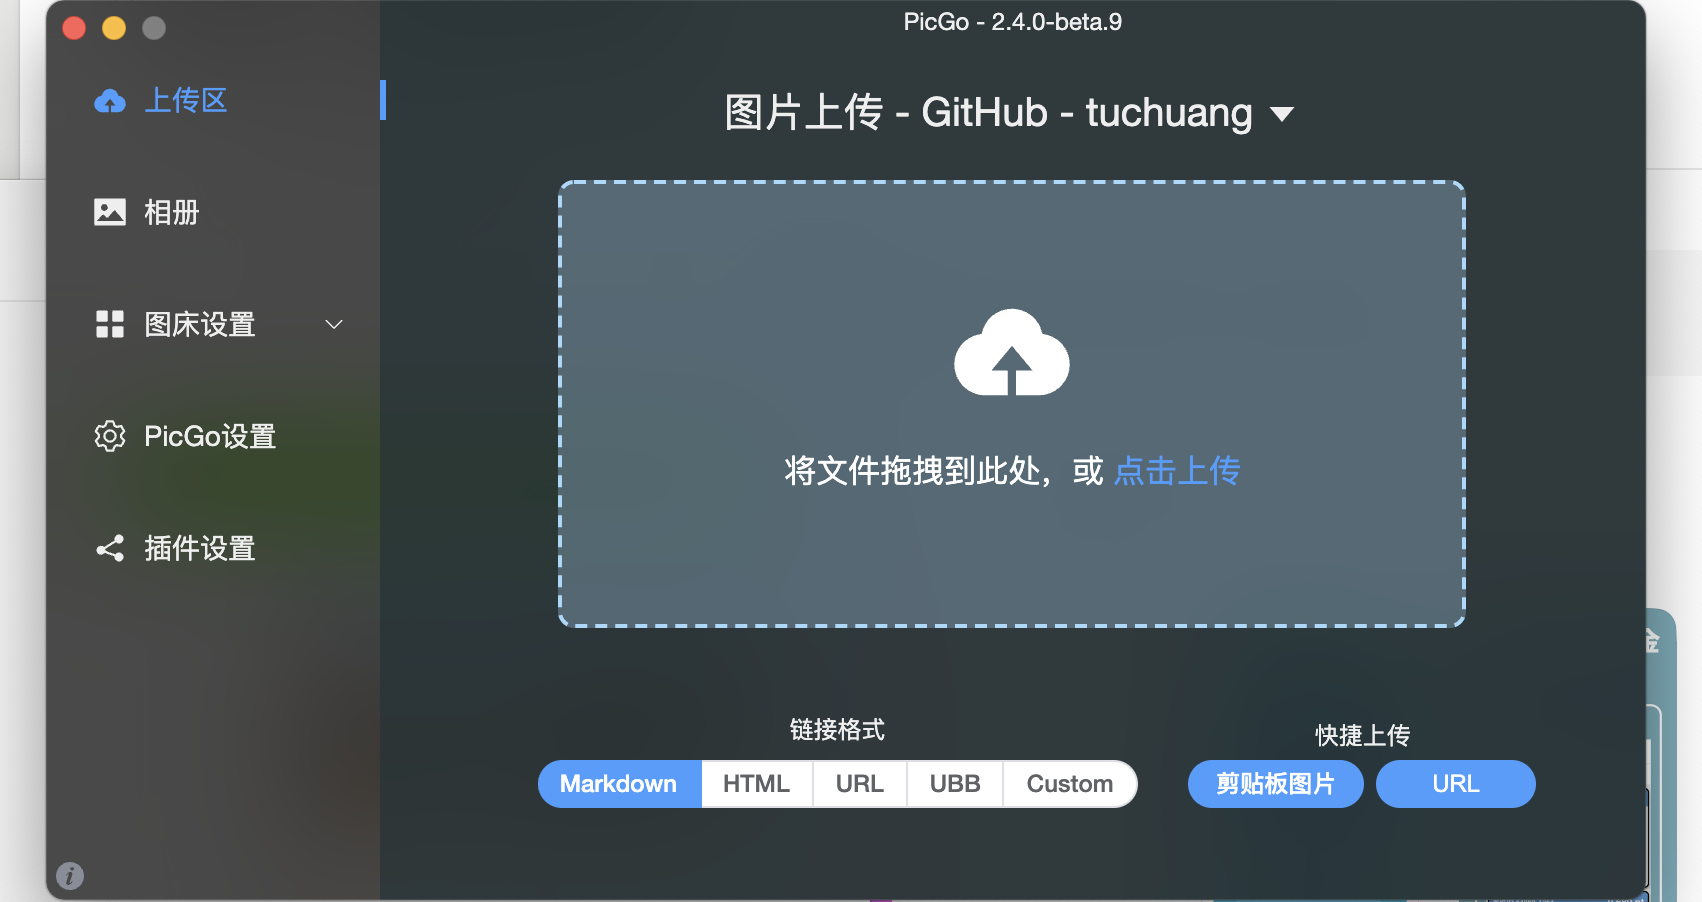 PicGo - 2.4.0-beta.9
上传区
相册
图床设置
PicGo设置
插件设置
图片上传 - GitHub - tuchuang
将文件拖拽到此处，或 点击上传
链接格式
Markdown HTML URL UBB Custom
快捷上传
剪贴板图片 URL
i